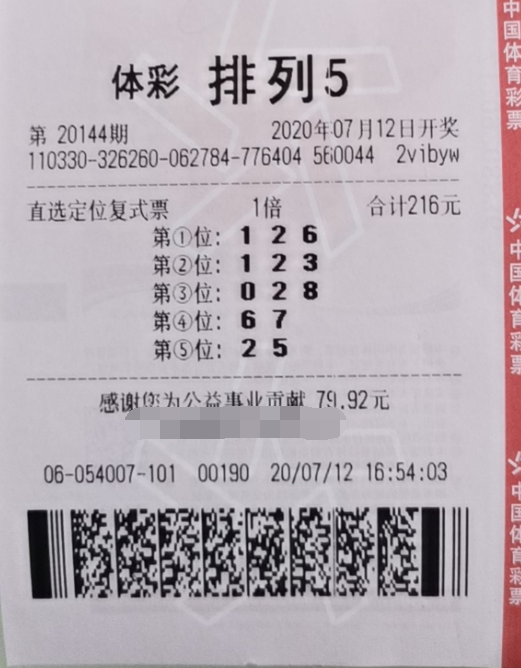 体彩 排列5
第 20144期 2020年07月12日开奖
110330-326260-062784-776404 560044 2vibyw
直选定位复式票 1倍 合计216元
第①位: 1 2 6
第②位: 1 2 3
第③位: 0 2 8
第④位: 6 7
第⑤位: 2 5
感谢您为公益事业贡献 79.92元
06-054007-101 00190 20/07/12 16:54:03
中国体育彩票
中国体育彩票
中国体育彩票